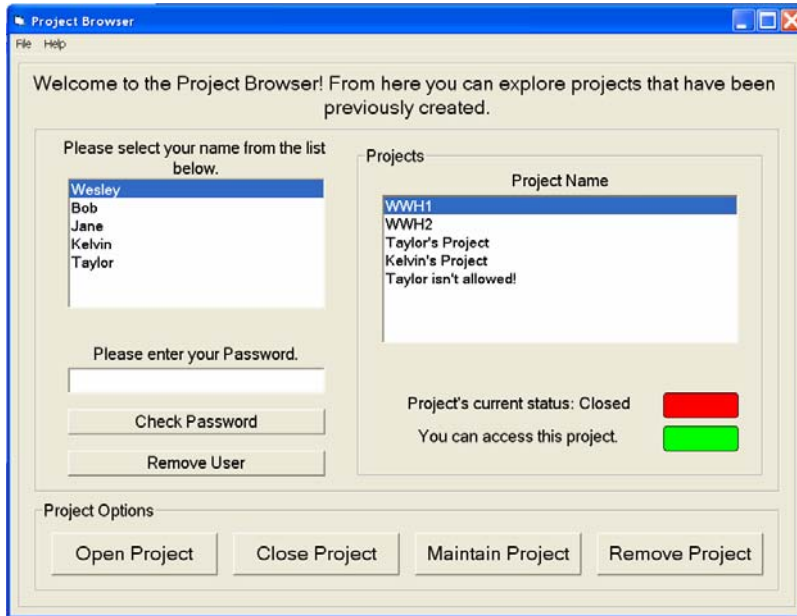 Project Browser
File Help
Welcome to the Project Browser! From here you can explore projects that have been
previously created.
Please select your name from the list
below.
Wesley
Bob
Jane
Kelvin
Taylor
Please enter your Password.
Check Password
Remove User
Projects
Project Name
WWH1
WWH2
Taylor's Project
Kelvin's Project
Taylor isn't allowed!
Project's current status: Closed
You can access this project.
Project Options
Open Project Close Project Maintain Project Remove Project